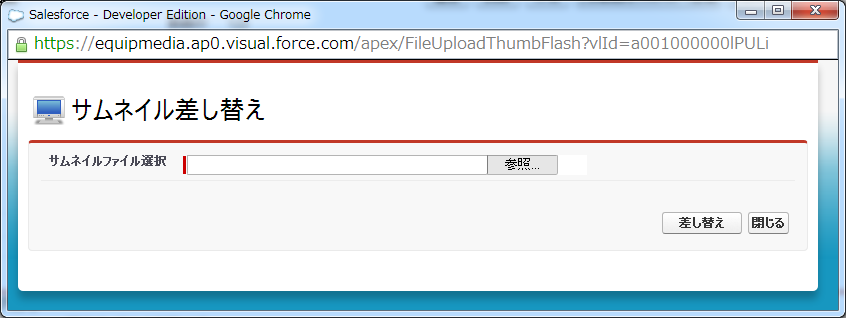 Salesforce - Developer Edition - Google Chrome
https://equipmedia.ap0.visual.force.com/apex/FileUploadThumbFlash?vlId=a001000000lPULi
サムネイル差し替え
サムネイルファイル選択 参照...
差し替え 閉じる